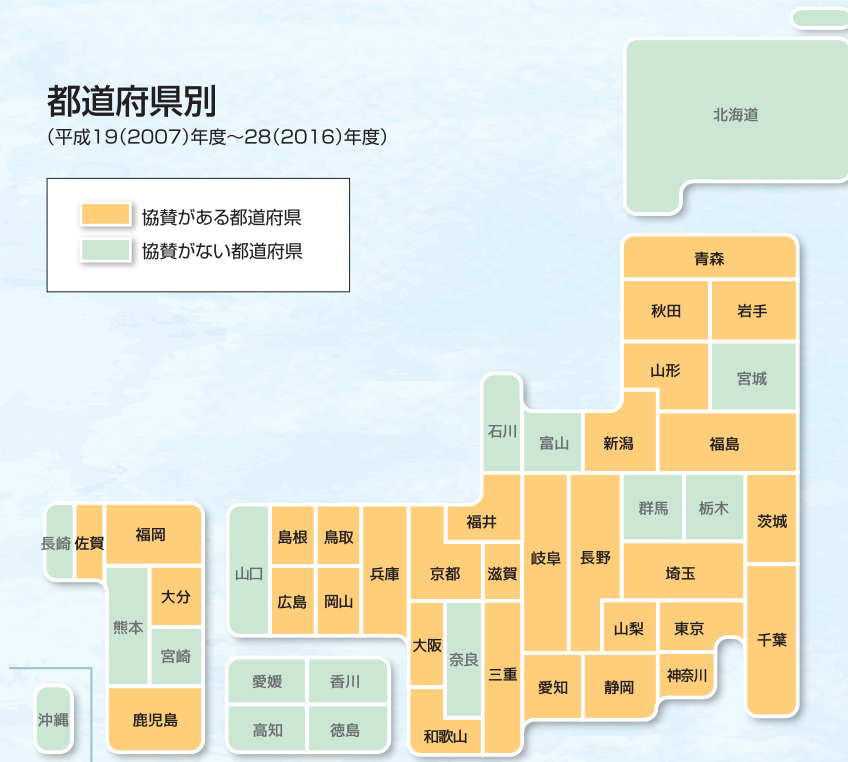 都道府県別
(平成19(2007)年度～28(2016)年度)
協賛がある都道府県
協賛がない都道府県
北海道
青森
秋田
岩手
山形
宮城
石川
富山
新潟
福島
長崎
佐賀
福岡
山口
島根
鳥取
兵庫
福井
京都
滋賀
岐阜
長野
群馬
栃木
茨城
埼玉
熊本
大分
宮崎
広島
岡山
大阪
奈良
三重
山梨
東京
千葉
愛媛
香川
高知
徳島
愛知
静岡
神奈川
沖縄
鹿児島
和歌山